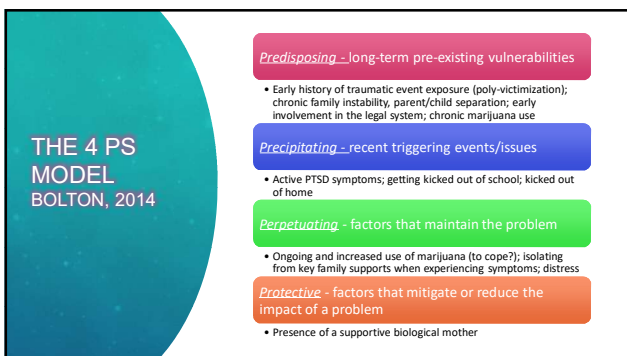 THE 4 PS
MODEL
BOLTON, 2014
Predisposing - long-term pre-existing vulnerabilities
• Early history of traumatic event exposure (poly-victimization);
chronic family instability, parent/child separation; early
involvement in the legal system; chronic marijuana use
Precipitating - recent triggering events/issues
• Active PTSD symptoms; getting kicked out of school; kicked out
of home
Perpetuating - factors that maintain the problem
• Ongoing and increased use of marijuana (to cope?); isolating
from key family supports when experiencing symptoms; distress
Protective - factors that mitigate or reduce the
impact of a problem
• Presence of a supportive biological mother